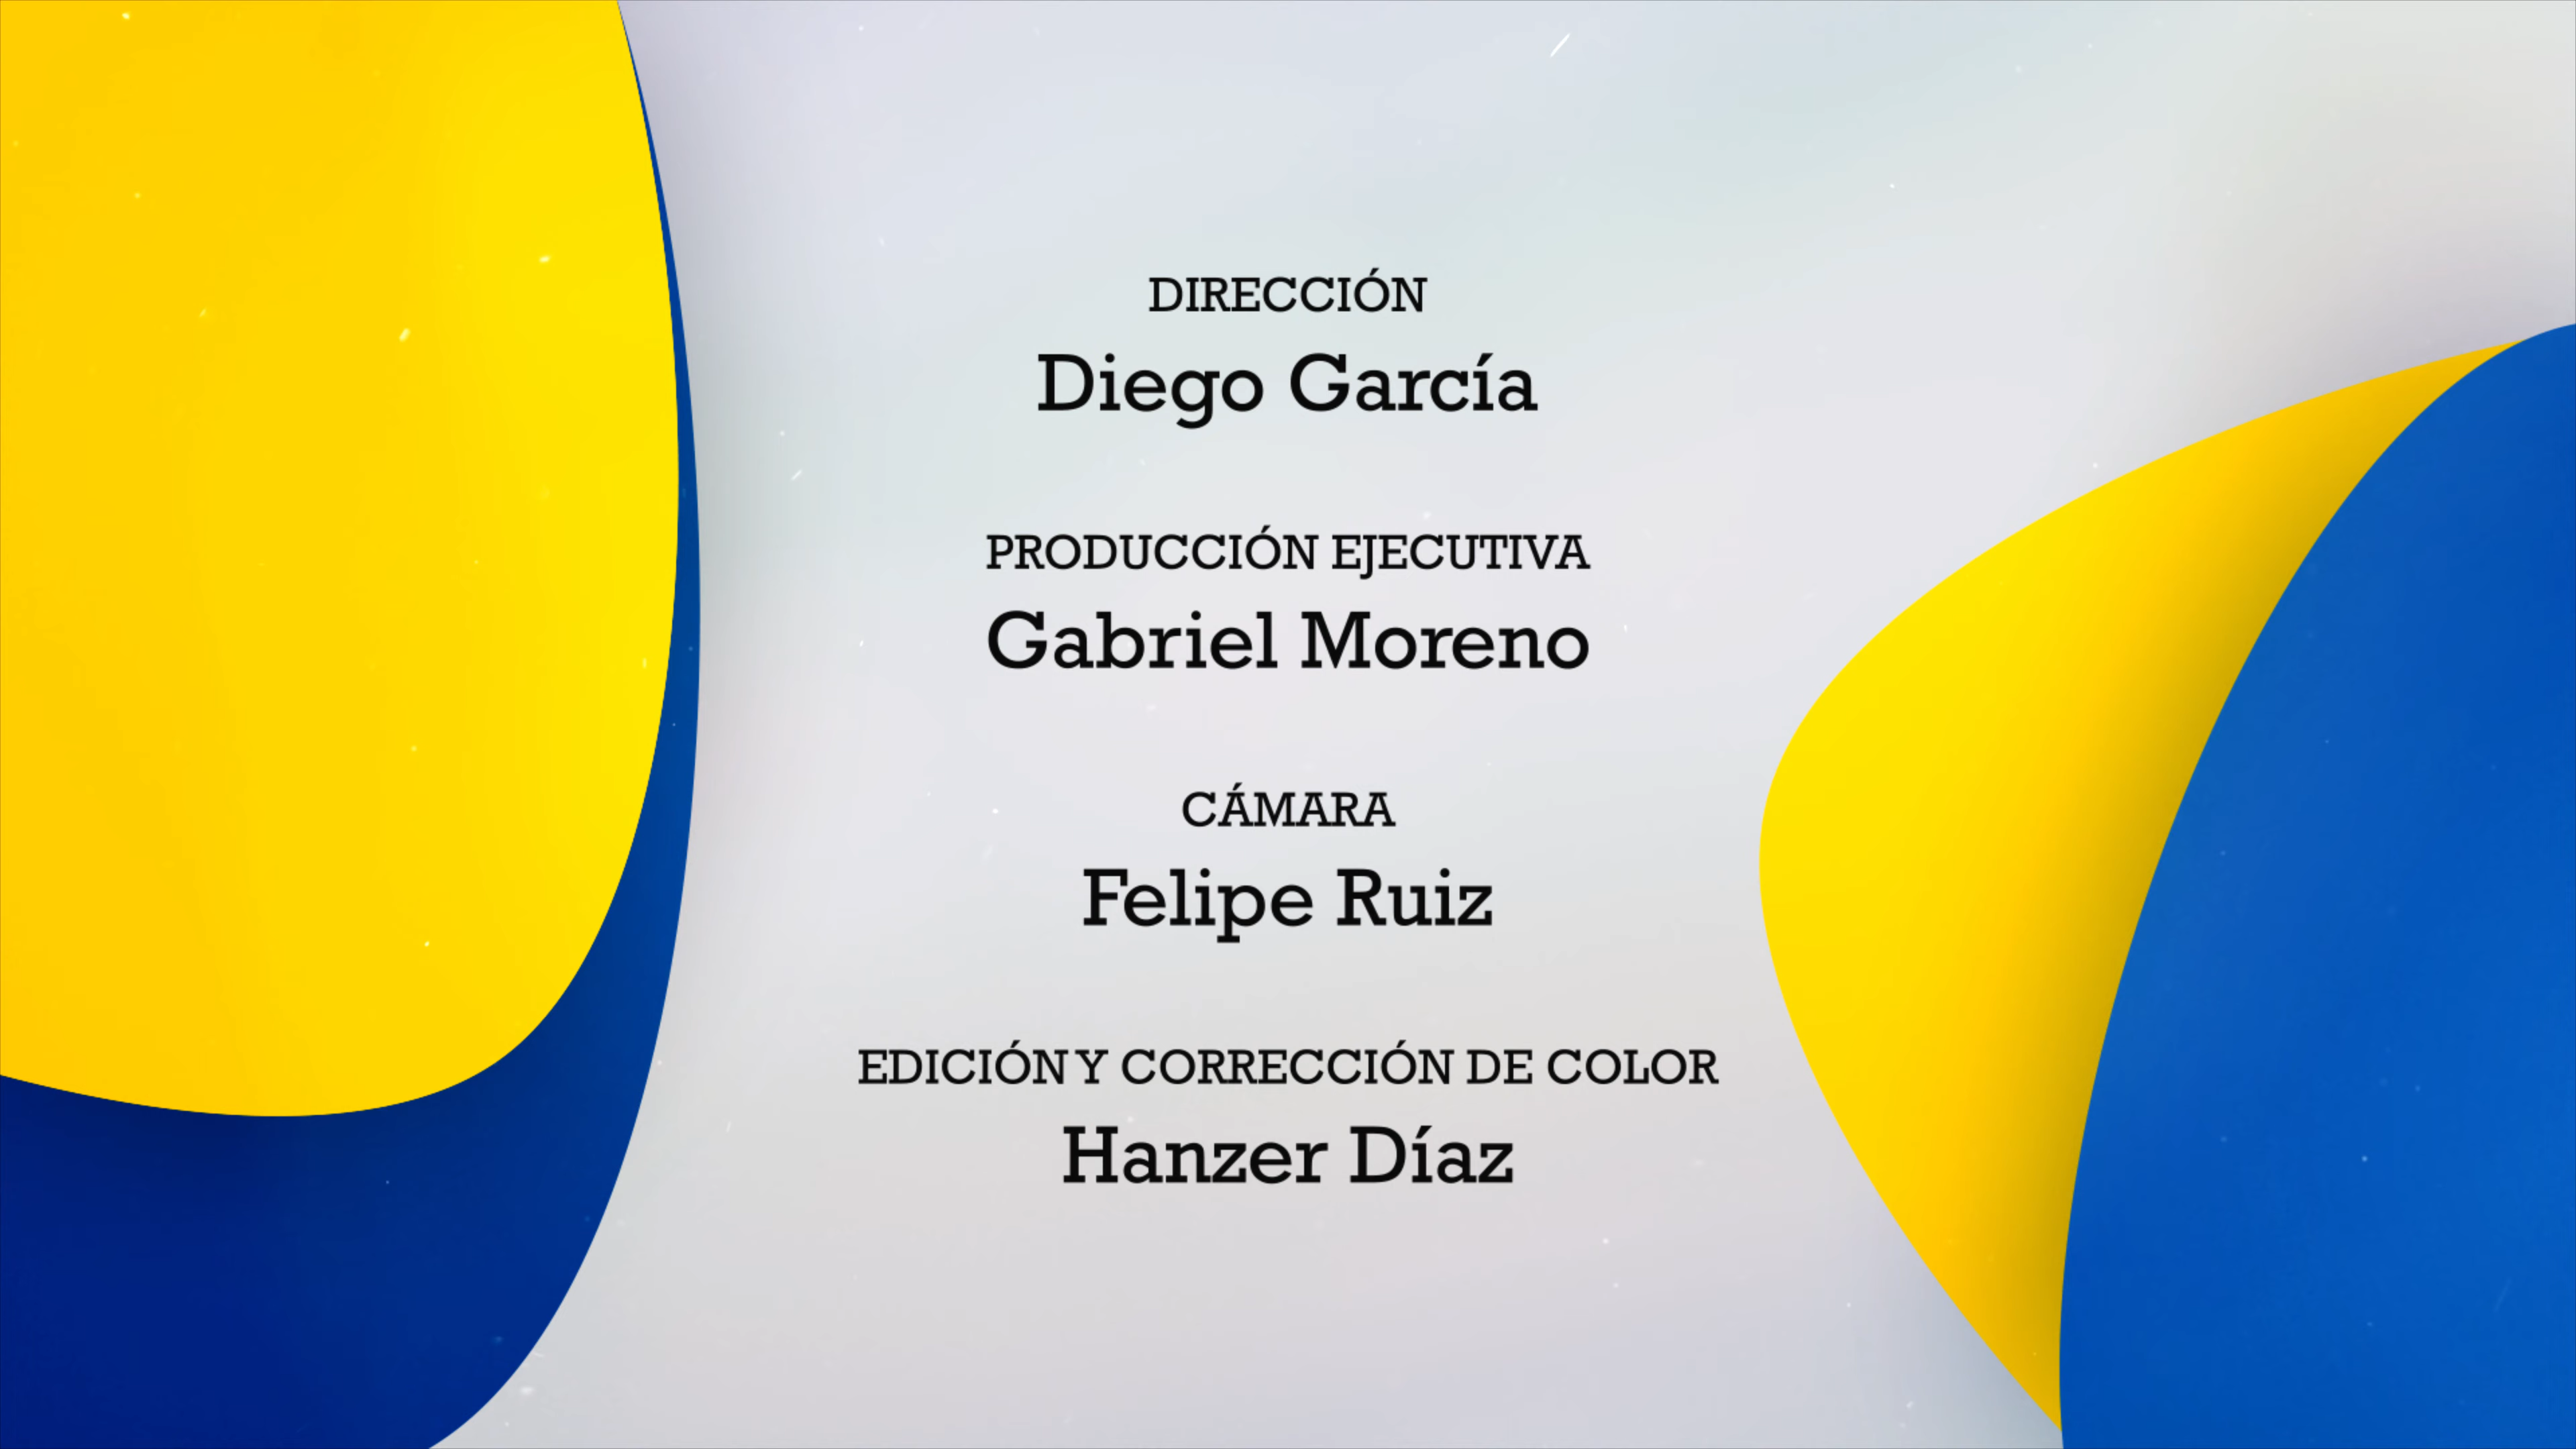 DIRECCIÓN
Diego García
PRODUCCIÓN EJECUTIVA
Gabriel Moreno
CÁMARA
Felipe Ruiz
EDICIÓN Y CORRECCIÓN DE COLOR
Hanzer Díaz